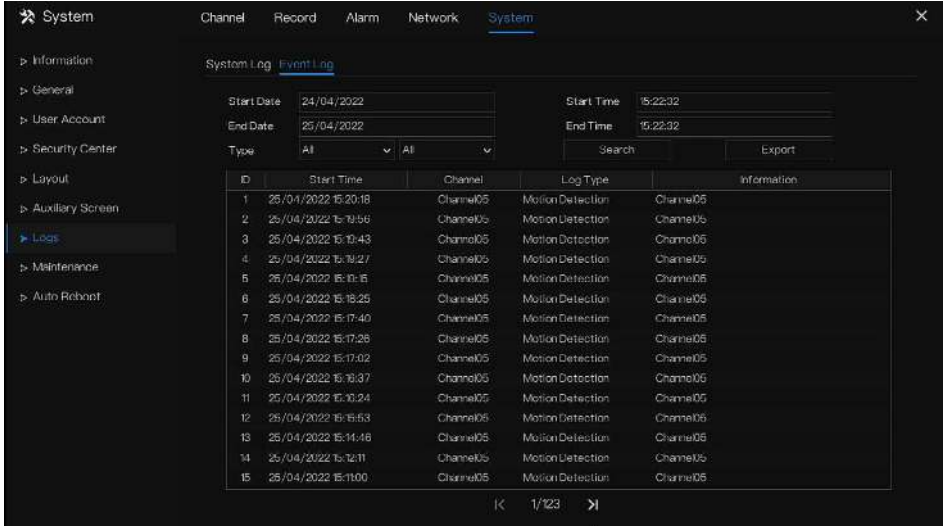 System Channel Record Alarm Network System ×
Information
General
User Account
Security Center
Layout
Auxiliary Screen
Logs
Maintenance
Auto Reboot
System Log Event Log
Start Date 24/04/2022 Start Time 15:22:32
End Date 25/04/2022 End Time 15:22:32
Type All All Search Export
ID Start Time Channel Log Type Information
1 25/04/2022 15:20:18 Channel05 Motion Detection Channel05
2 25/04/2022 15:19:56 Channel05 Motion Detection Channel05
3 25/04/2022 15:19:43 Channel05 Motion Detection Channel05
4 25/04/2022 15:19:27 Channel05 Motion Detection Channel05
5 25/04/2022 15:19:15 Channel05 Motion Detection Channel05
6 25/04/2022 15:18:25 Channel05 Motion Detection Channel05
7 25/04/2022 15:17:40 Channel05 Motion Detection Channel05
8 25/04/2022 15:17:26 Channel05 Motion Detection Channel05
9 25/04/2022 15:17:02 Channel05 Motion Detection Channel05
10 25/04/2022 15:16:37 Channel05 Motion Detection Channel05
11 25/04/2022 15:16:24 Channel05 Motion Detection Channel05
12 25/04/2022 15:15:53 Channel05 Motion Detection Channel05
13 25/04/2022 15:14:46 Channel05 Motion Detection Channel05
14 25/04/2022 15:12:11 Channel05 Motion Detection Channel05
15 25/04/2022 15:11:00 Channel05 Motion Detection Channel05
1/123